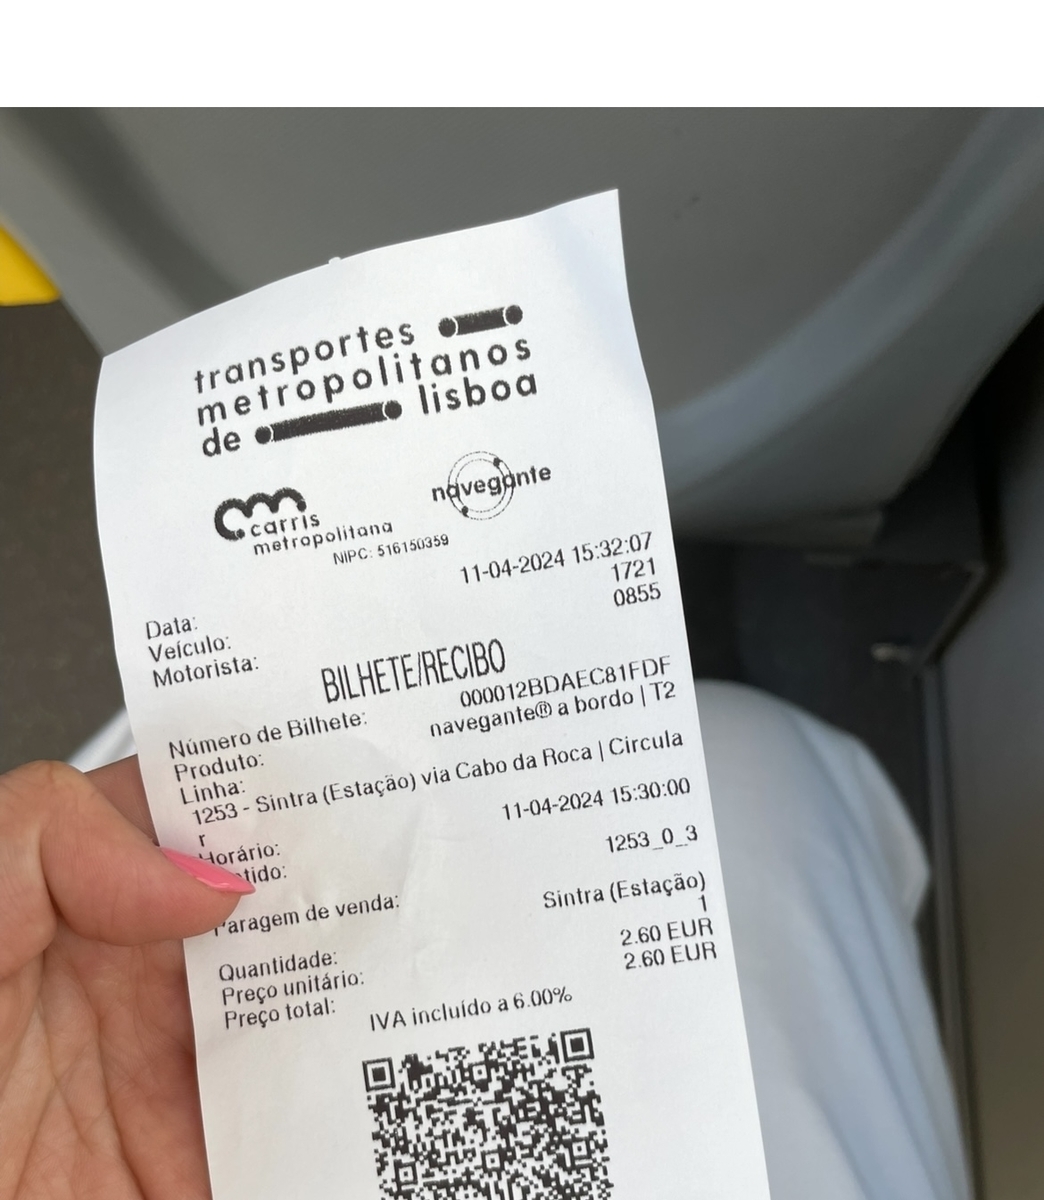 transportes
metropolitanos
de lisboa
carris
metropolitana
navegante
NIPC: 516150359
Data: 11-04-2024 15:32:07
Veículo: 1721
Motorista: 0855
BILHETE/RECIBO
Número de Bilhete: 000012BDAEC81FDF
Produto: navegante® a bordo | T2
Linha:
1253 - Sintra (Estação) via Cabo da Roca | Circula
r
Horário: 11-04-2024 15:30:00
tido: 1253_0_3
Paragem de venda: Sintra (Estação)
Quantidade: 1
Preço unitário: 2.60 EUR
Preço total: 2.60 EUR
IVA incluído a 6.00%